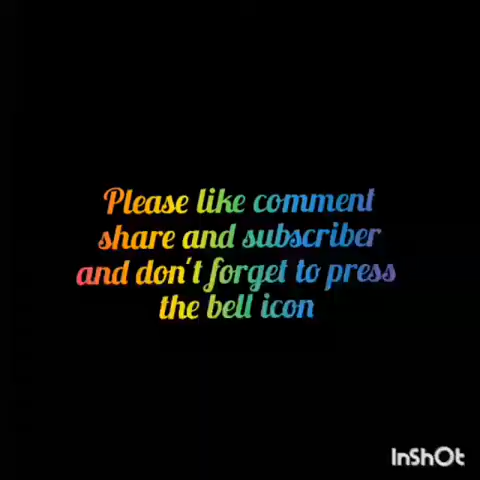 Please like comment
share and subscriber
and don't forget to press
the bell icon
InShOt